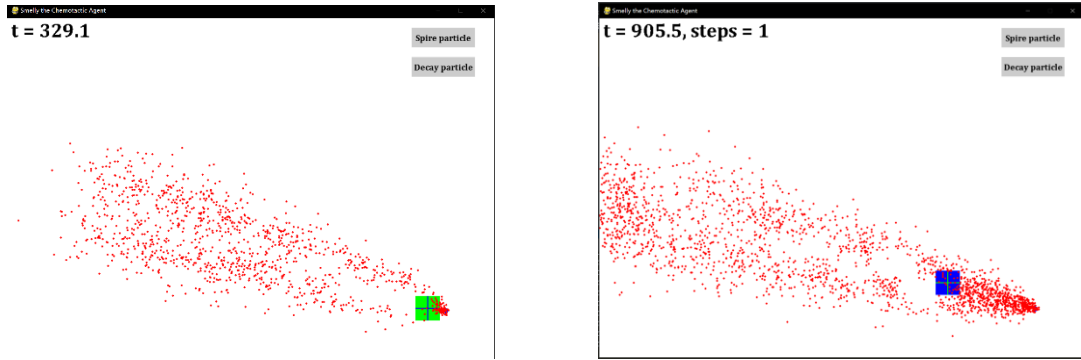 Smelly the Chemotactic Agent
t = 329.1
Spire particle
Decay particle
Smelly the Chemotactic Agent
t = 905.5, steps = 1
Spire particle
Decay particle